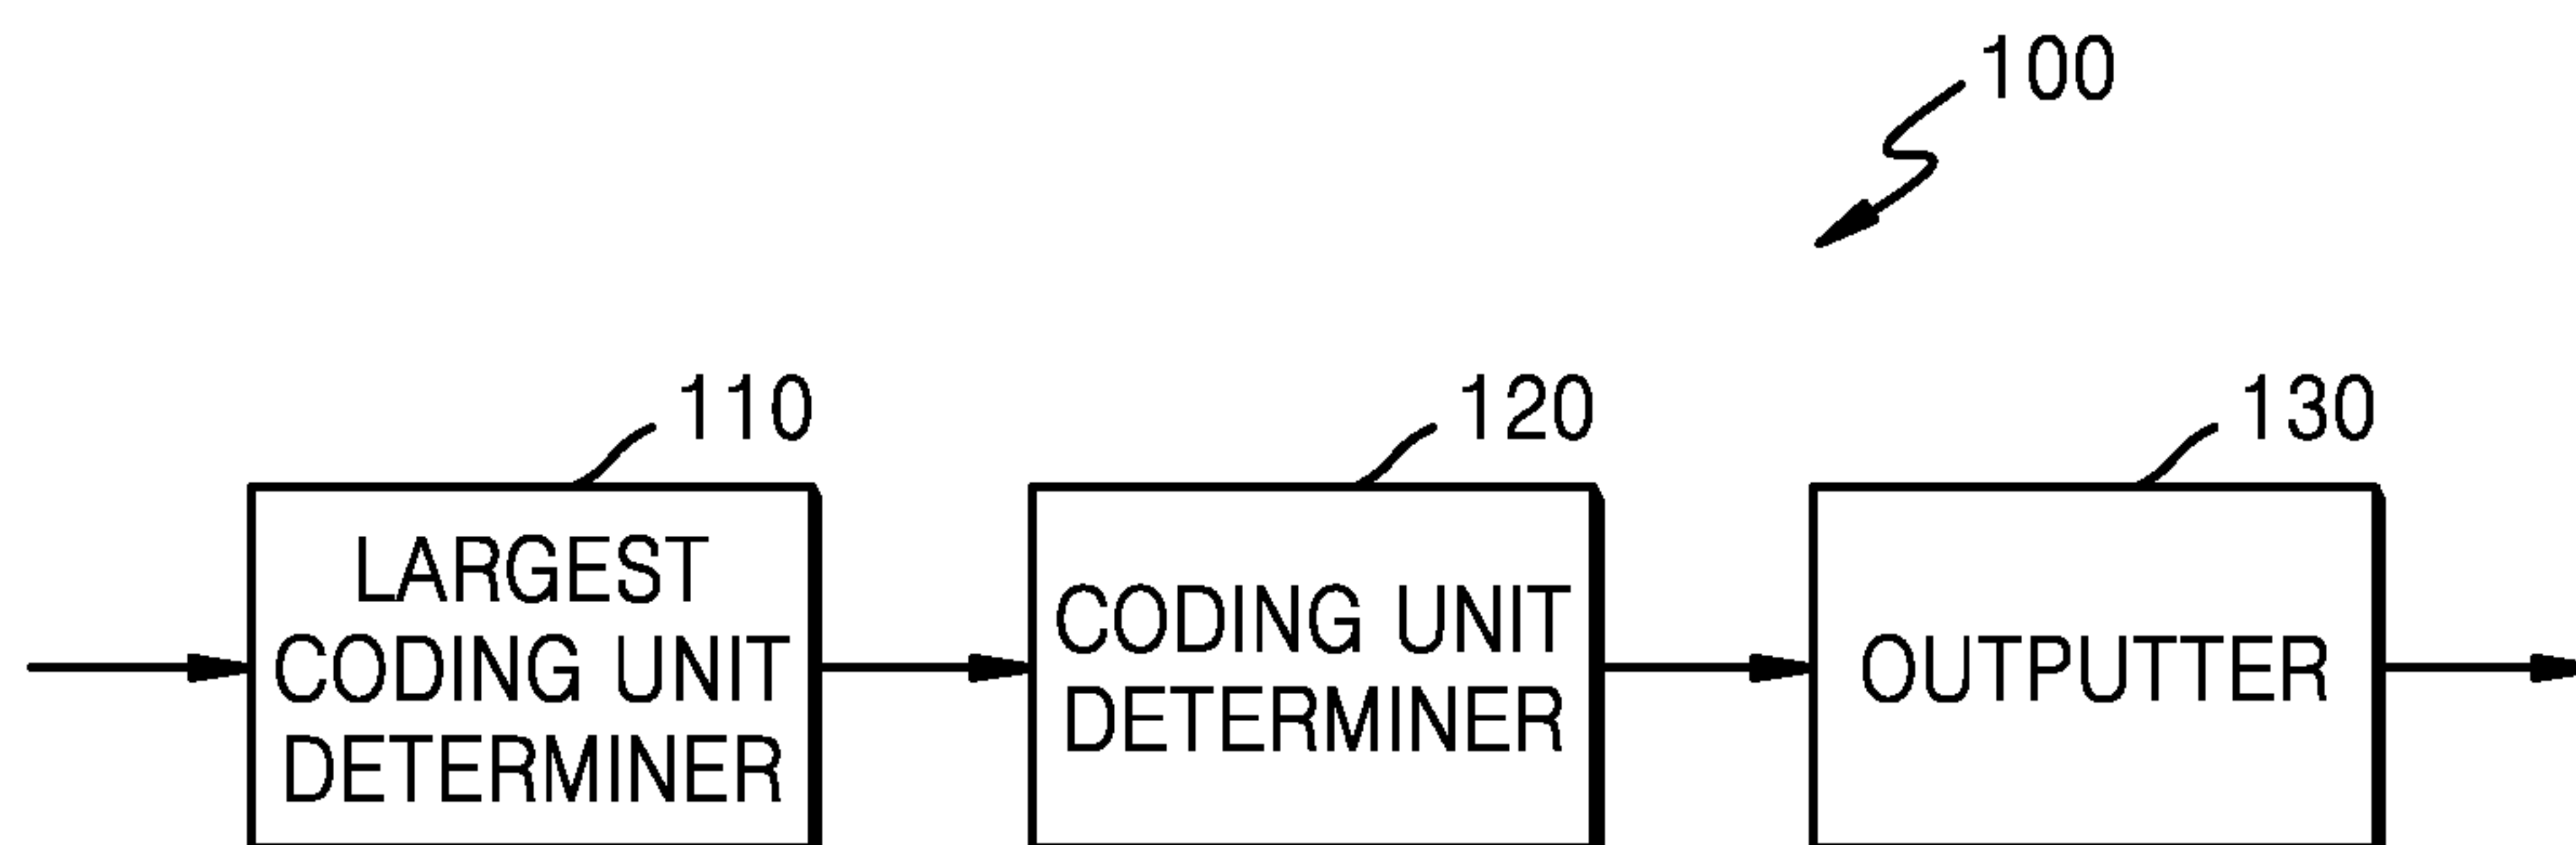 100
110
120
130
LARGEST
CODING UNIT
DETERMINER
CODING UNIT
DETERMINER
OUTPUTTER